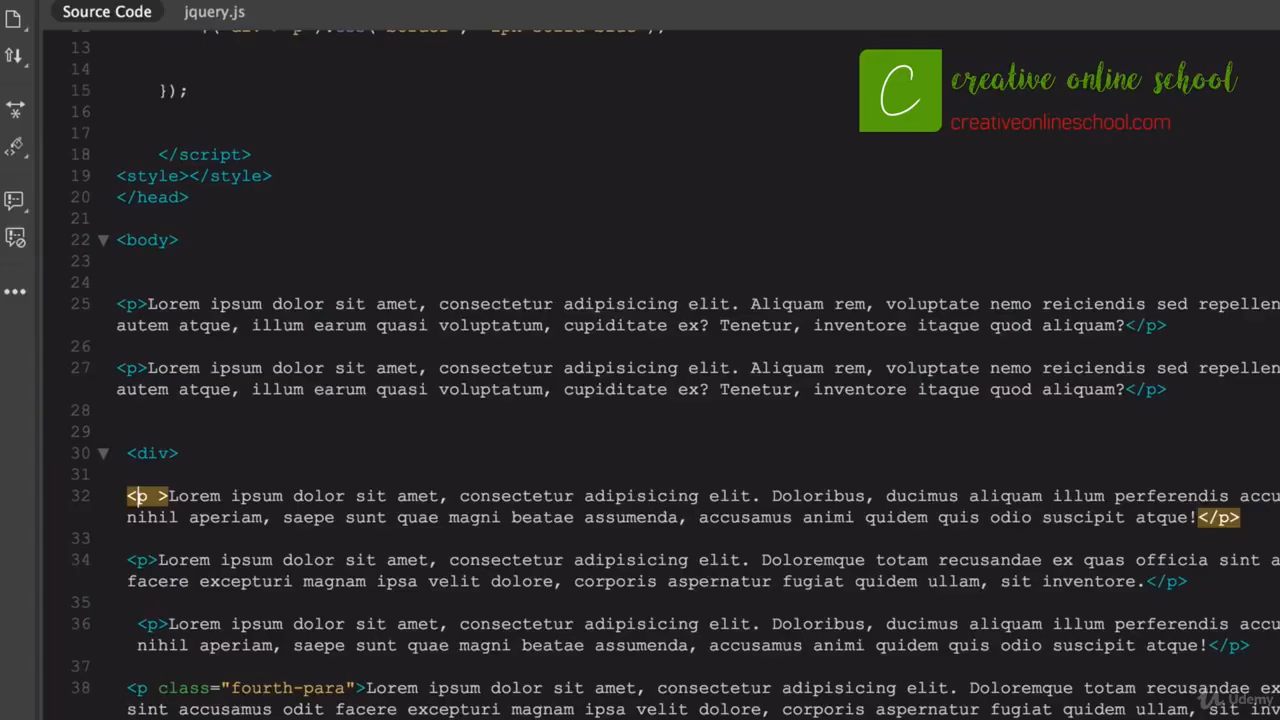 Source Code jquery.js
12
13
14
15 });
16
17
18 </script>
19 <style></style>
20 </head>
21
22 <body>
23
24
25 <p>Lorem ipsum dolor sit amet, consectetur adipisicing elit. Aliquam rem, voluptate nemo reiciendis sed repellen
autem atque, illum earum quasi voluptatum, cupiditate ex? Tenetur, inventore itaque quod aliquam?</p>
26
27 <p>Lorem ipsum dolor sit amet, consectetur adipisicing elit. Aliquam rem, voluptate nemo reiciendis sed repellen
autem atque, illum earum quasi voluptatum, cupiditate ex? Tenetur, inventore itaque quod aliquam?</p>
28
29
30 <div>
31
32 <p >Lorem ipsum dolor sit amet, consectetur adipisicing elit. Doloribus, ducimus aliquam illum perferendis accu
nihil aperiam, saepe sunt quae magni beatae assumenda, accusamus animi quidem quis odio suscipit atque!</p>
33
34 <p>Lorem ipsum dolor sit amet, consectetur adipisicing elit. Doloremque totam recusandae ex quas officia sint a
facere excepturi magnam ipsa velit dolore, corporis aspernatur fugiat quidem ullam, sit inventore.</p>
35
36 <p>Lorem ipsum dolor sit amet, consectetur adipisicing elit. Doloribus, ducimus aliquam illum perferendis accu
nihil aperiam, saepe sunt quae magni beatae assumenda, accusamus animi quidem quis odio suscipit atque!</p>
37
38 <p class="fourth-para">Lorem ipsum dolor sit amet, consectetur adipisicing elit. Doloremque totam recusandae ex
sint accusamus odit facere excepturi magnam ipsa velit dolore, corporis aspernatur fugiat quidem ullam, sit inve
C creative online school
creativeonlineschool.com
Udemy